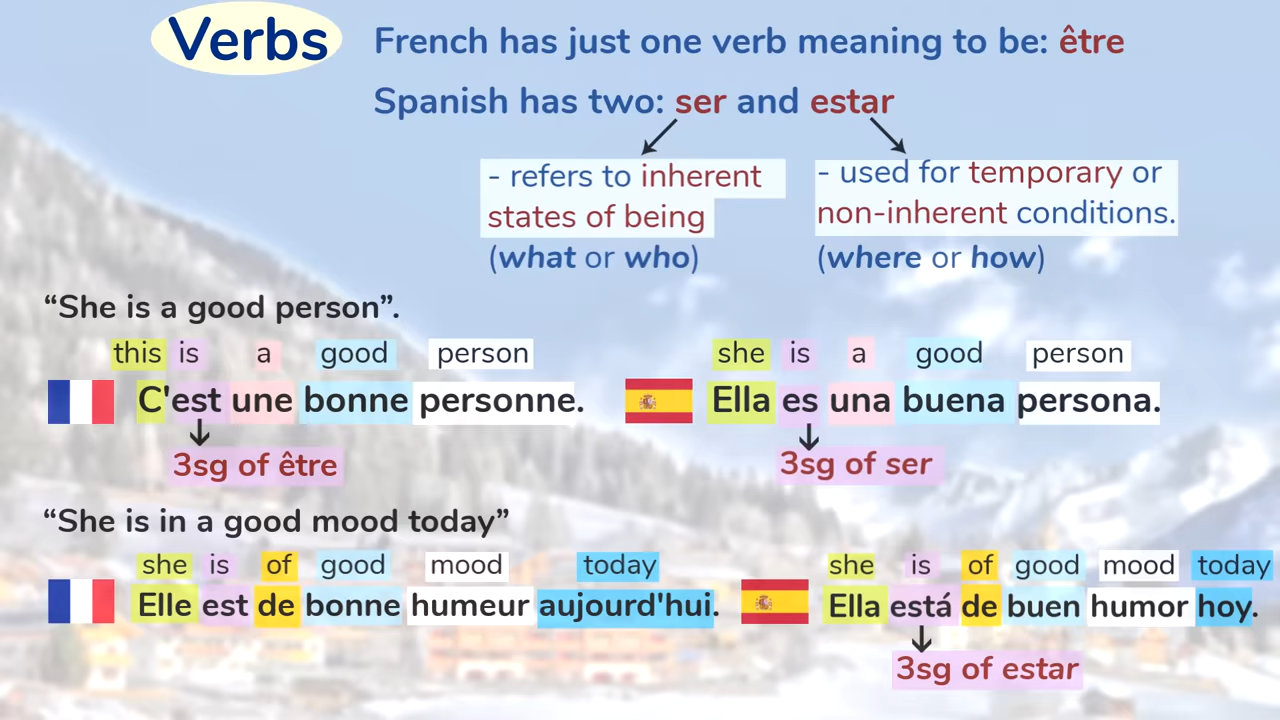 Verbs
French has just one verb meaning to be: être
Spanish has two: ser and estar
- refers to inherent
states of being
(what or who)
- used for temporary or
non-inherent conditions.
(where or how)
“She is a good person”.
this is a good person
C'est une bonne personne.
3sg of être
she is a good person
Ella es una buena persona.
3sg of ser
“She is in a good mood today”
she is of good mood today
Elle est de bonne humeur aujourd'hui.
she is of good mood today
Ella está de buen humor hoy.
3sg of estar